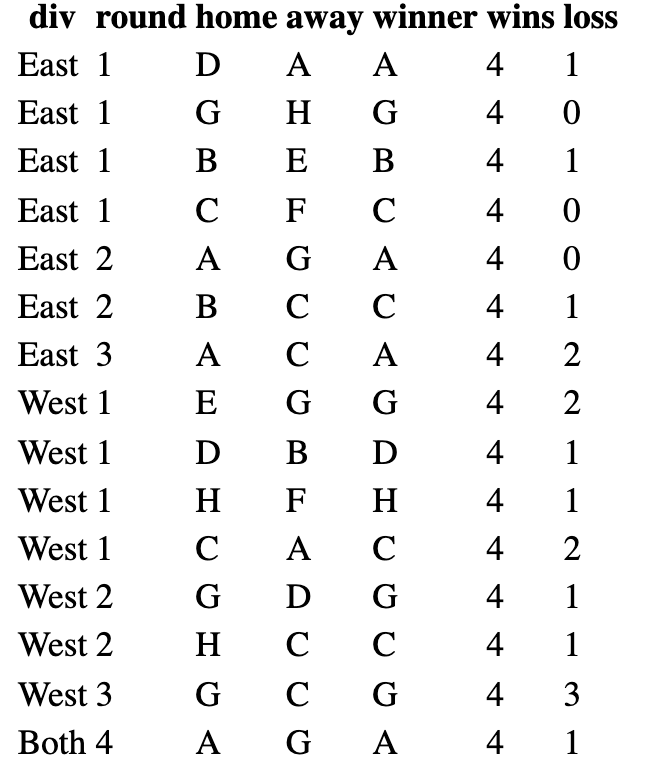 div round home away winner wins loss
East 1 D A A 4 1
East 1 G H G 4 0
East 1 B E B 4 1
East 1 C F C 4 0
East 2 A G A 4 0
East 2 B C C 4 1
East 3 A C A 4 2
West 1 E G G 4 2
West 1 D B D 4 1
West 1 H F H 4 1
West 1 C A C 4 2
West 2 G D G 4 1
West 2 H C C 4 1
West 3 G C G 4 3
Both 4 A G A 4 1